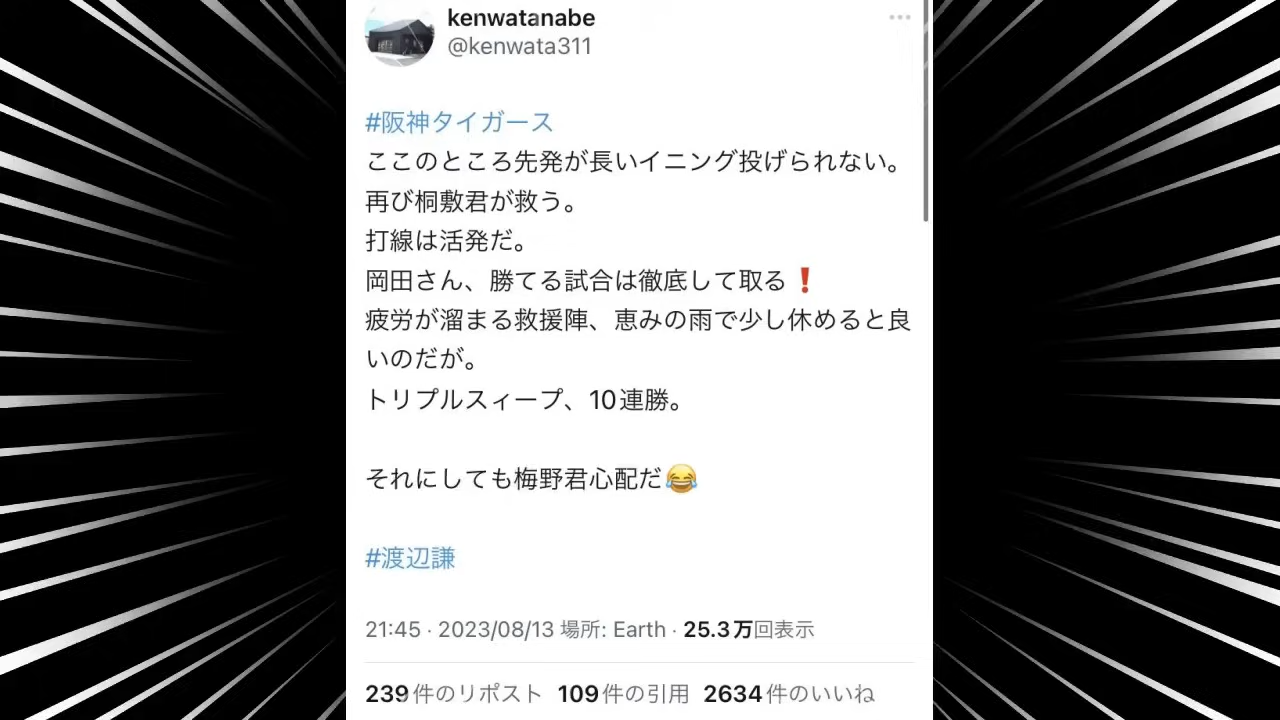 kenwatanabe
@kenwata311
#阪神タイガース
ここのところ先発が長いイニング投げられない。
再び桐敷君が救う。
打線は活発だ。
岡田さん、勝てる試合は徹底して取る❗
疲労が溜まる救援陣、恵みの雨で少し休めると良
いのだが。
トリプルスィープ、10連勝。
それにしても梅野君心配だ😂
#渡辺謙
21:45 · 2023/08/13 場所: Earth · 25.3万回表示
239件のリポスト 109件の引用 2634件のいいね